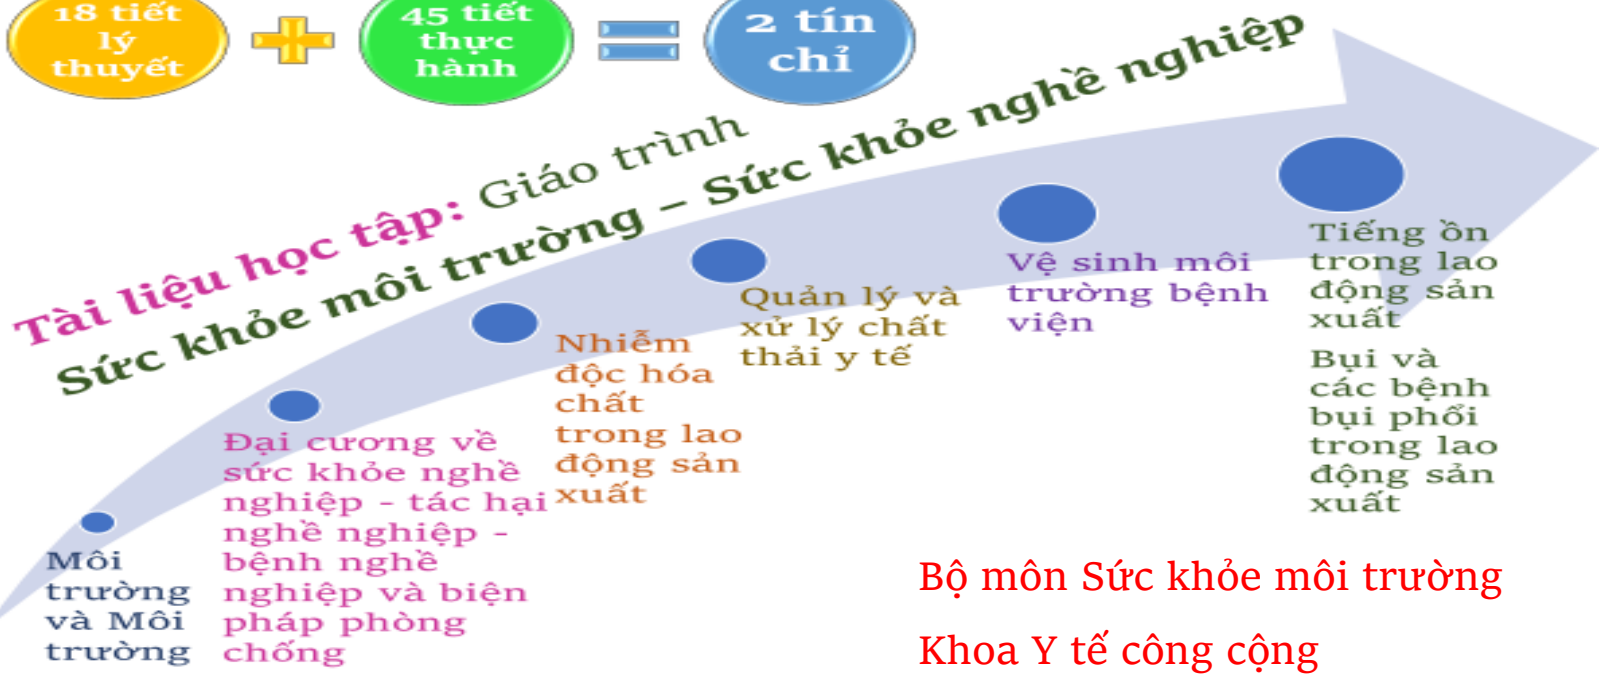 18 tiết
lý
thuyết
45 tiết
thực
hành
2 tín
chỉ
Tài liệu học tập: Giáo trình
Sức khỏe môi trường – Sức khỏe nghề nghiệp
Môi
trường
và Môi
trường
Đại cương về
sức khỏe nghề
nghiệp - tác hại
nghề nghiệp -
bệnh nghề
nghiệp và biện
pháp phòng
chống
Nhiễm
độc hóa
chất
trong lao
động sản
xuất
Quản lý và
xử lý chất
thải y tế
Vệ sinh môi
trường bệnh
viện
Tiếng ồn
trong lao
động sản
xuất
Bụi và
các bệnh
bụi phổi
trong lao
động sản
xuất
Bộ môn Sức khỏe môi trường
Khoa Y tế công cộng